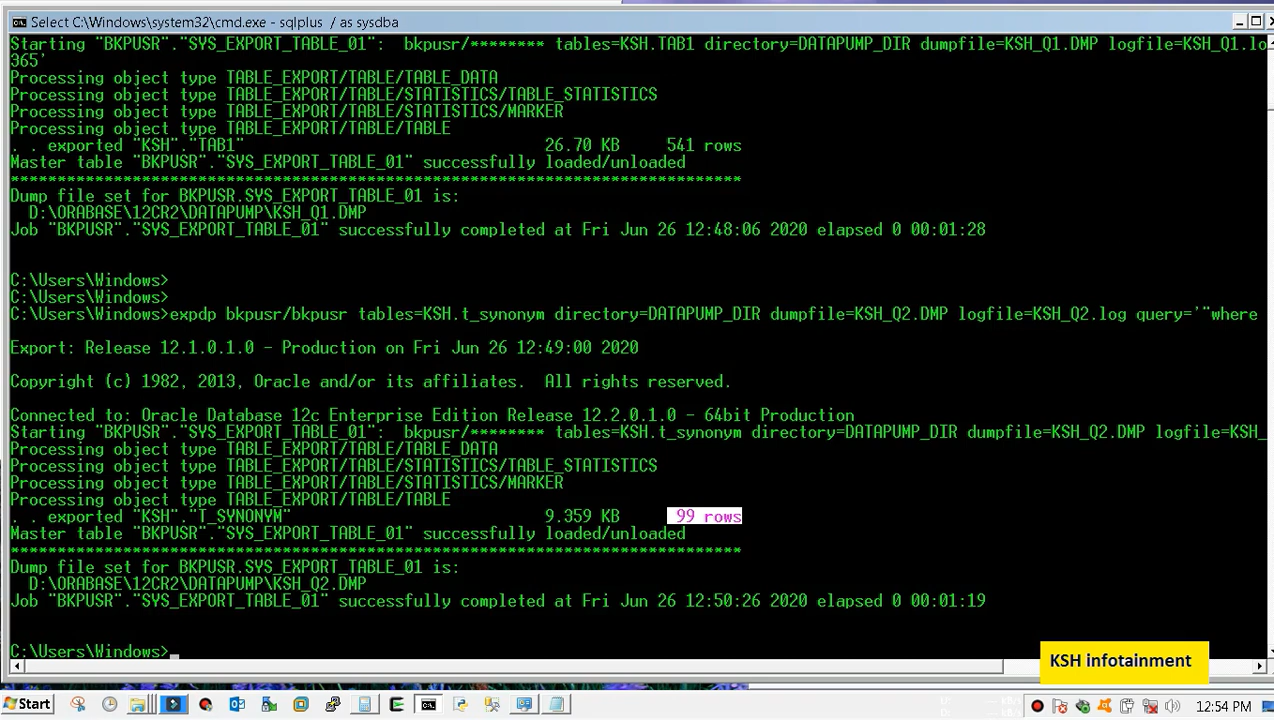 Select C:\Windows\system32\cmd.exe - sqlplus / as sysdba
Starting "BKPUSR"."SYS_EXPORT_TABLE_01":  bkpusr/******** tables=KSH.TAB1 directory=DATAPUMP_DIR dumpfile=KSH_Q1.DMP logfile=KSH_Q1.lo
365'
Processing object type TABLE_EXPORT/TABLE/TABLE_DATA
Processing object type TABLE_EXPORT/TABLE/STATISTICS/TABLE_STATISTICS
Processing object type TABLE_EXPORT/TABLE/STATISTICS/MARKER
Processing object type TABLE_EXPORT/TABLE/TABLE
. . exported "KSH"."TAB1"                                26.70 KB     541 rows
Master table "BKPUSR"."SYS_EXPORT_TABLE_01" successfully loaded/unloaded
******************************************************************************
Dump file set for BKPUSR.SYS_EXPORT_TABLE_01 is:
  D:\ORABASE\12CR2\DATAPUMP\KSH_Q1.DMP
Job "BKPUSR"."SYS_EXPORT_TABLE_01" successfully completed at Fri Jun 26 12:48:06 2020 elapsed 0 00:01:28
C:\Users\Windows>
C:\Users\Windows>
C:\Users\Windows>expdp bkpusr/bkpusr tables=KSH.t_synonym directory=DATAPUMP_DIR dumpfile=KSH_Q2.DMP logfile=KSH_Q2.log query='"where
Export: Release 12.1.0.1.0 - Production on Fri Jun 26 12:49:00 2020
Copyright (c) 1982, 2013, Oracle and/or its affiliates.  All rights reserved.
Connected to: Oracle Database 12c Enterprise Edition Release 12.2.0.1.0 - 64bit Production
Starting "BKPUSR"."SYS_EXPORT_TABLE_01":  bkpusr/******** tables=KSH.t_synonym directory=DATAPUMP_DIR dumpfile=KSH_Q2.DMP logfile=KSH_
Processing object type TABLE_EXPORT/TABLE/TABLE_DATA
Processing object type TABLE_EXPORT/TABLE/STATISTICS/TABLE_STATISTICS
Processing object type TABLE_EXPORT/TABLE/STATISTICS/MARKER
Processing object type TABLE_EXPORT/TABLE/TABLE
. . exported "KSH"."T_SYNONYM"                           9.359 KB      99 rows
Master table "BKPUSR"."SYS_EXPORT_TABLE_01" successfully loaded/unloaded
******************************************************************************
Dump file set for BKPUSR.SYS_EXPORT_TABLE_01 is:
  D:\ORABASE\12CR2\DATAPUMP\KSH_Q2.DMP
Job "BKPUSR"."SYS_EXPORT_TABLE_01" successfully completed at Fri Jun 26 12:50:26 2020 elapsed 0 00:01:19
C:\Users\Windows>
KSH infotainment
Start
12:54 PM